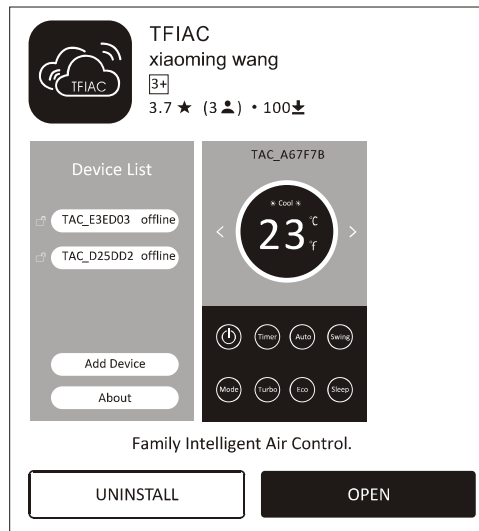 TFIAC
TFIAC
xiaoming wang
3+
3.7 ★ (3 ) • 100
Device List
TAC_E3ED03 offline
TAC_D25DD2 offline
Add Device
About
TAC_A67F7B
Cool
23 °C
°f
Timer Auto Swing
Mode Turbo Eco Sleep
Family Intelligent Air Control.
UNINSTALL OPEN